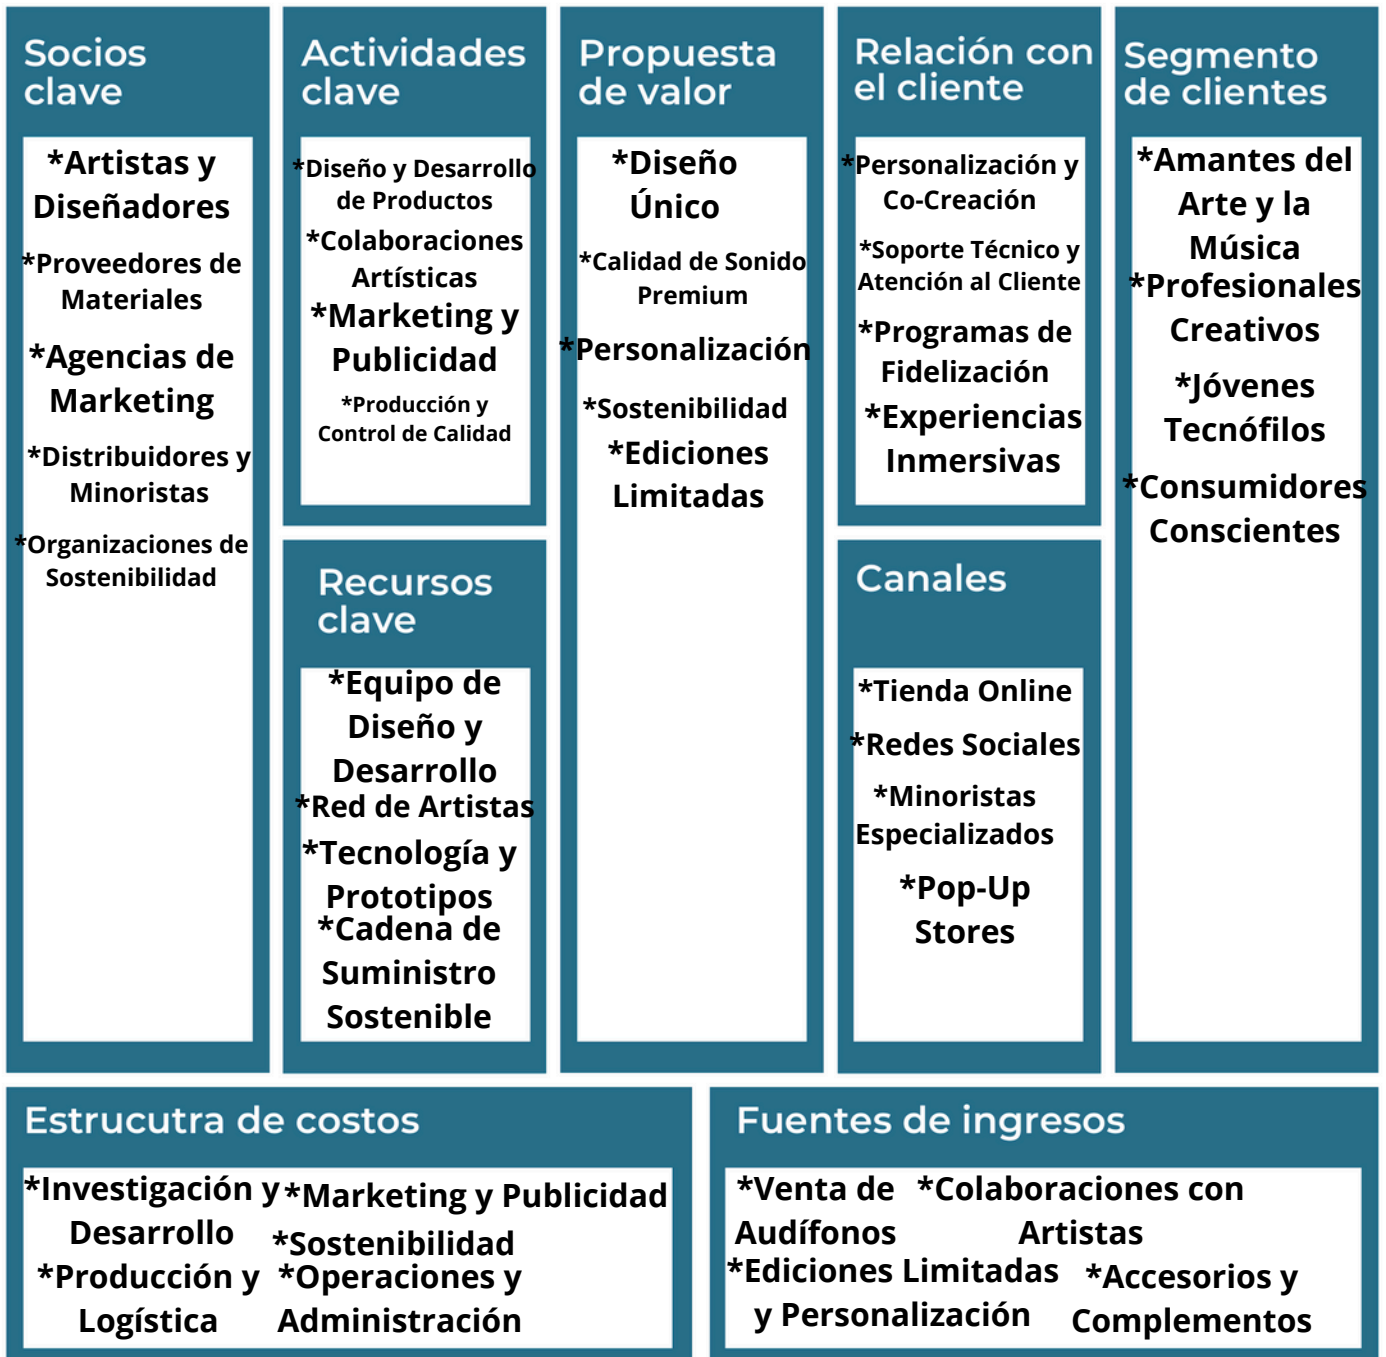 Socios
clave
*Artistas y
Diseñadores
*Proveedores de
Materiales
*Agencias de
Marketing
*Distribuidores y
Minoristas
*Organizaciones de
Sostenibilidad
Actividades
clave
*Diseño y Desarrollo
de Productos
*Colaboraciones
Artísticas
*Marketing y
Publicidad
*Producción y
Control de Calidad
Recursos
clave
*Equipo de
Diseño y
Desarrollo
*Red de Artistas
*Tecnología y
Prototipos
*Cadena de
Suministro
Sostenible
Propuesta
de valor
*Diseño
Único
*Calidad de Sonido
Premium
*Personalización
*Sostenibilidad
*Ediciones
Limitadas
Relación con
el cliente
*Personalización y
Co-Creación
*Soporte Técnico y
Atención al Cliente
*Programas de
Fidelización
*Experiencias
Inmersivas
Canales
*Tienda Online
*Redes Sociales
*Minoristas
Especializados
*Pop-Up
Stores
Segmento
de clientes
*Amantes del
Arte y la
Música
*Profesionales
Creativos
*Jóvenes
Tecnófilos
*Consumidores
Conscientes
Estrucutra de costos
*Investigación y
Desarrollo
*Producción y
Logística
*Marketing y Publicidad
*Sostenibilidad
*Operaciones y
Administración
Fuentes de ingresos
*Venta de
Audífonos
*Colaboraciones con
Artistas
*Ediciones Limitadas
y Personalización
*Accesorios y
Complementos